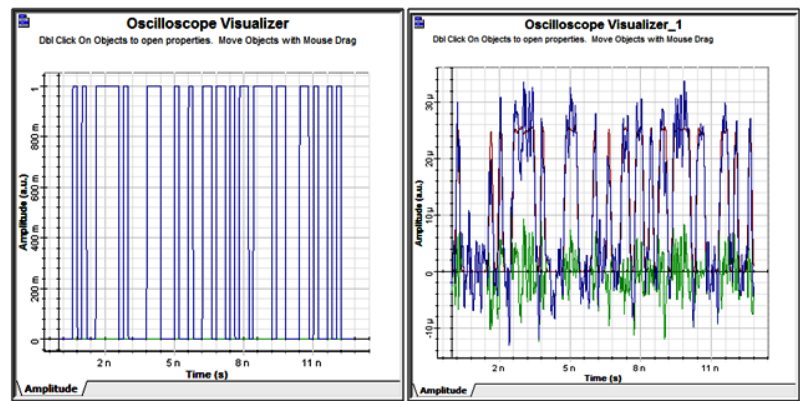 Oscilloscope Visualizer
Dbl Click On Objects to open properties. Move Objects with Mouse Drag
Amplitude (a.u.)
1
800 m
600 m
400 m
200 m
0
2 n
5 n
8 n
11 n
Time (s)
Amplitude
Oscilloscope Visualizer_1
Dbl Click On Objects to open properties. Move Objects with Mouse Drag
Amplitude (a.u.)
30 µ
20 µ
10 µ
0
-10 µ
2 n
5 n
8 n
11 n
Time (s)
Amplitude